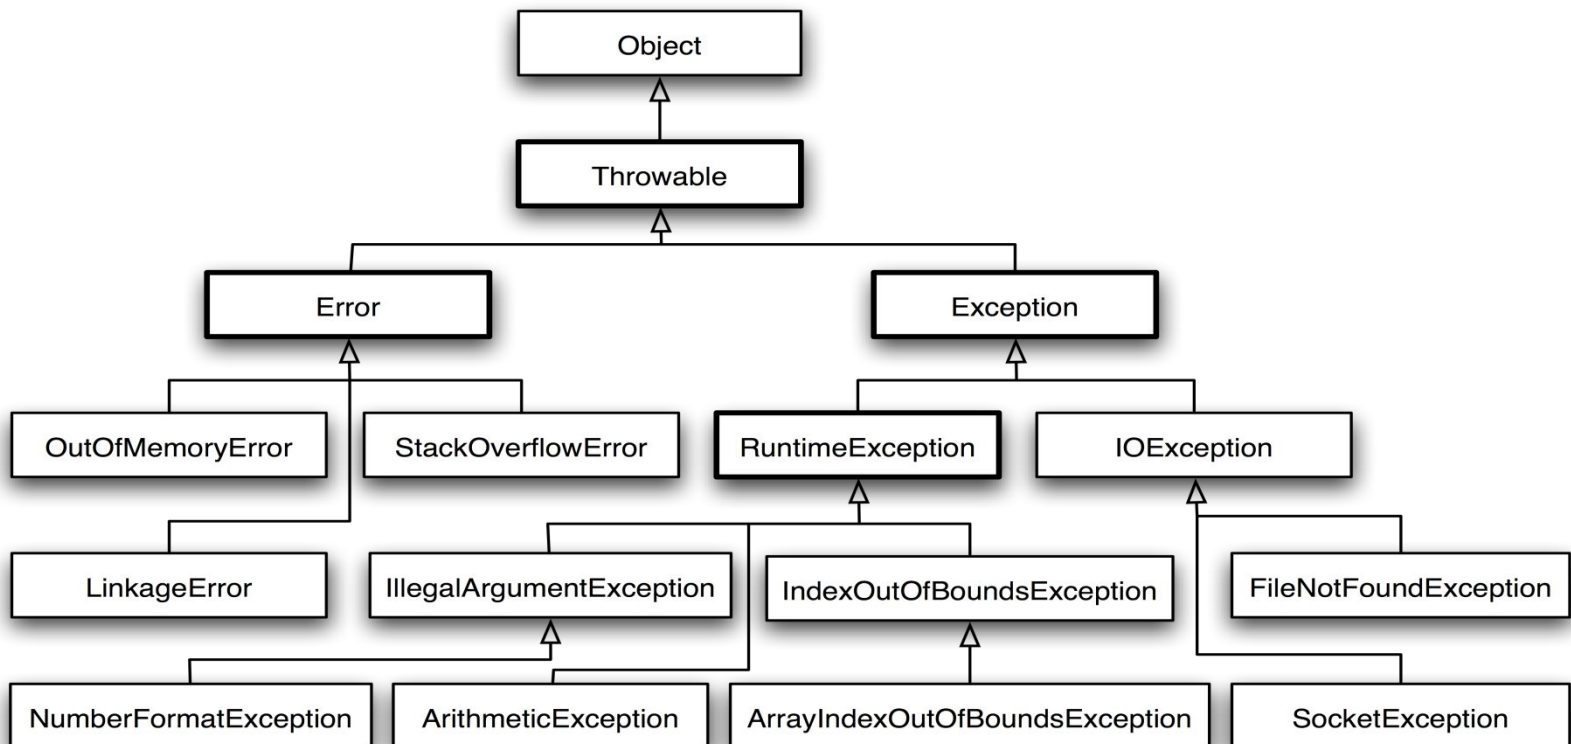 Object
Throwable
Error
Exception
OutOfMemoryError
StackOverflowError
RuntimeException
IOException
LinkageError
IllegalArgumentException
IndexOutOfBoundsException
FileNotFoundException
NumberFormatException
ArithmeticException
ArrayIndexOutOfBoundsException
SocketException